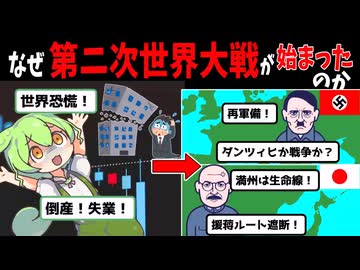 なぜ第二次世界大戦が始まった
のか
世界恐慌！
倒産！失業！
再軍備！
ダンツィヒか戦争か？
満州は生命線！
援蒋ルート遮断！